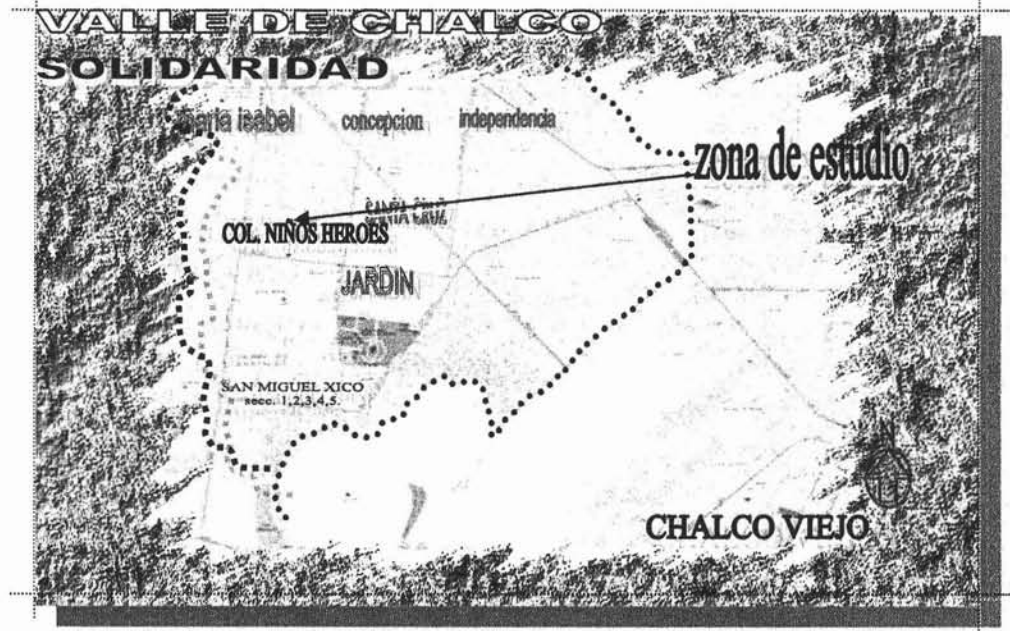 VALLE DE CHALCO
SOLIDARIDAD
maria isabel
concepcion
independencia
zona de estudio
SANTA CRUZ
COL. NIÑOS HEROES
JARDIN
SAN MIGUEL XICO
secc. 1,2,3,4,5.
N
CHALCO VIEJO